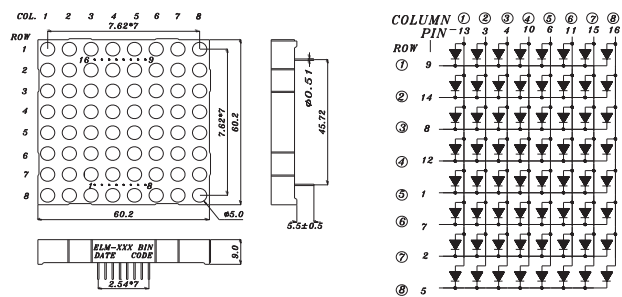 COL. 1 2 3 4 5 6 7 8
7.62*7
ROW
1
16 9
2
3
4
5
6
7
1 8
8
7.62*7
60.2
60.2
ø5.0
ø0.51
45.72
5.5±0.5
ELM-XXX BIN
DATE CODE
2.54*7
9.0
COLUMN ① ② ③ ④ ⑤ ⑥ ⑦ ⑧
PIN 13 3 4 10 6 11 15 16
ROW
① 9
② 14
③ 8
④ 12
⑤ 1
⑥ 7
⑦ 2
⑧ 5